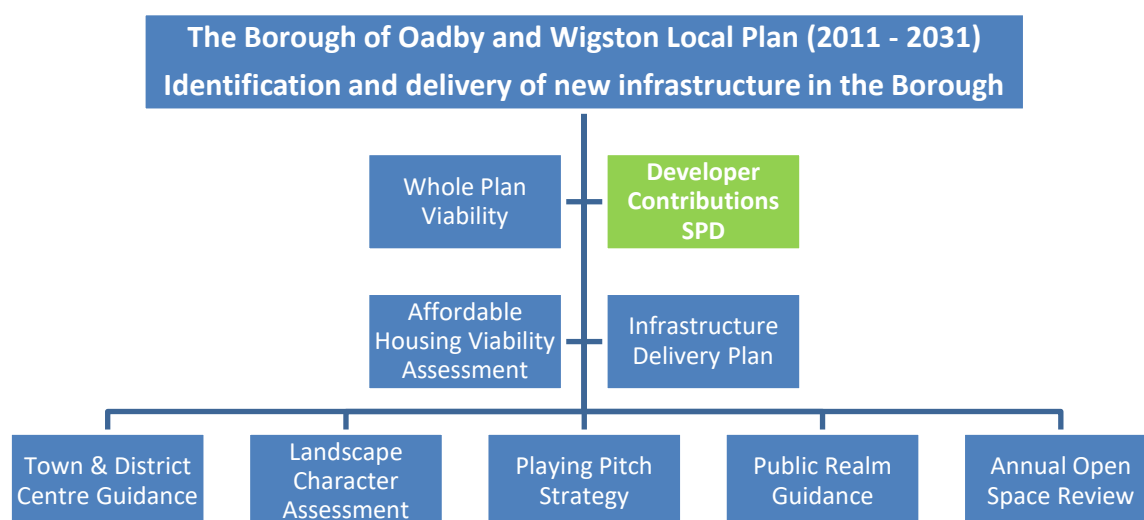 The Borough of Oadby and Wigston Local Plan (2011 - 2031)
Identification and delivery of new infrastructure in the Borough
Whole Plan
Viability
Developer
Contributions
SPD
Affordable
Housing Viability
Assessment
Infrastructure
Delivery Plan
Town & District
Centre Guidance
Landscape
Character
Assessment
Playing Pitch
Strategy
Public Realm
Guidance
Annual Open
Space Review